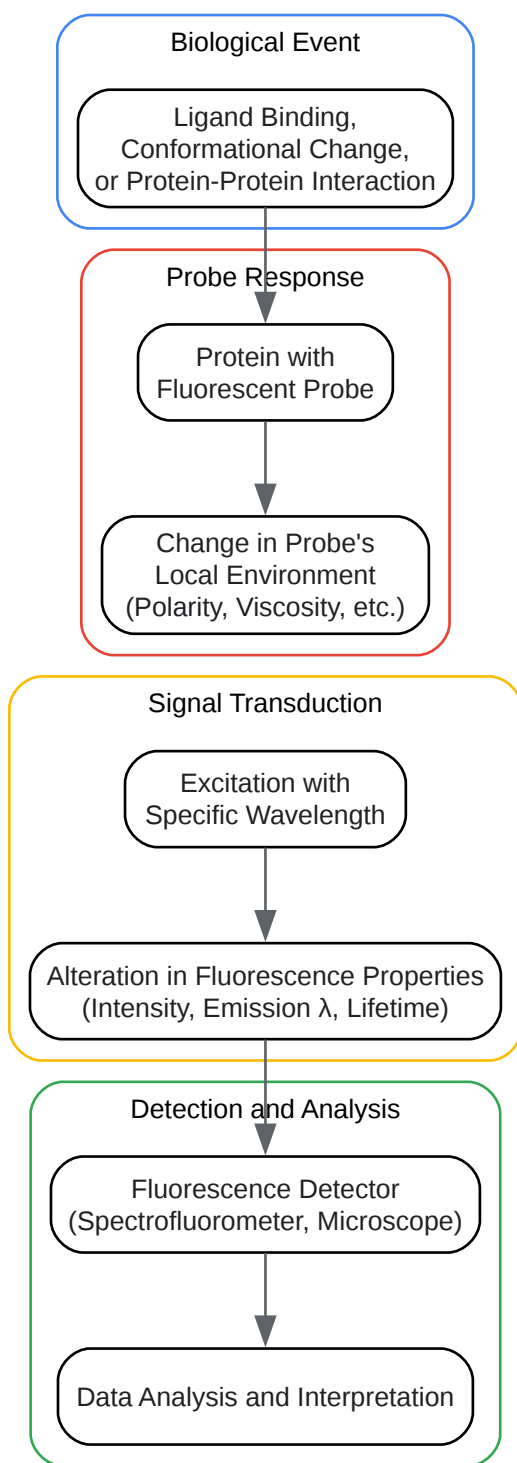 Biological Event
Ligand Binding,
Conformational Change,
or Protein-Protein Interaction
Probe Response
Protein with
Fluorescent Probe
Change in Probe's
Local Environment
(Polarity, Viscosity, etc.)
Signal Transduction
Excitation with
Specific Wavelength
Alteration in Fluorescence Properties
(Intensity, Emission λ, Lifetime)
Detection and Analysis
Fluorescence Detector
(Spectrofluorometer, Microscope)
Data Analysis and Interpretation